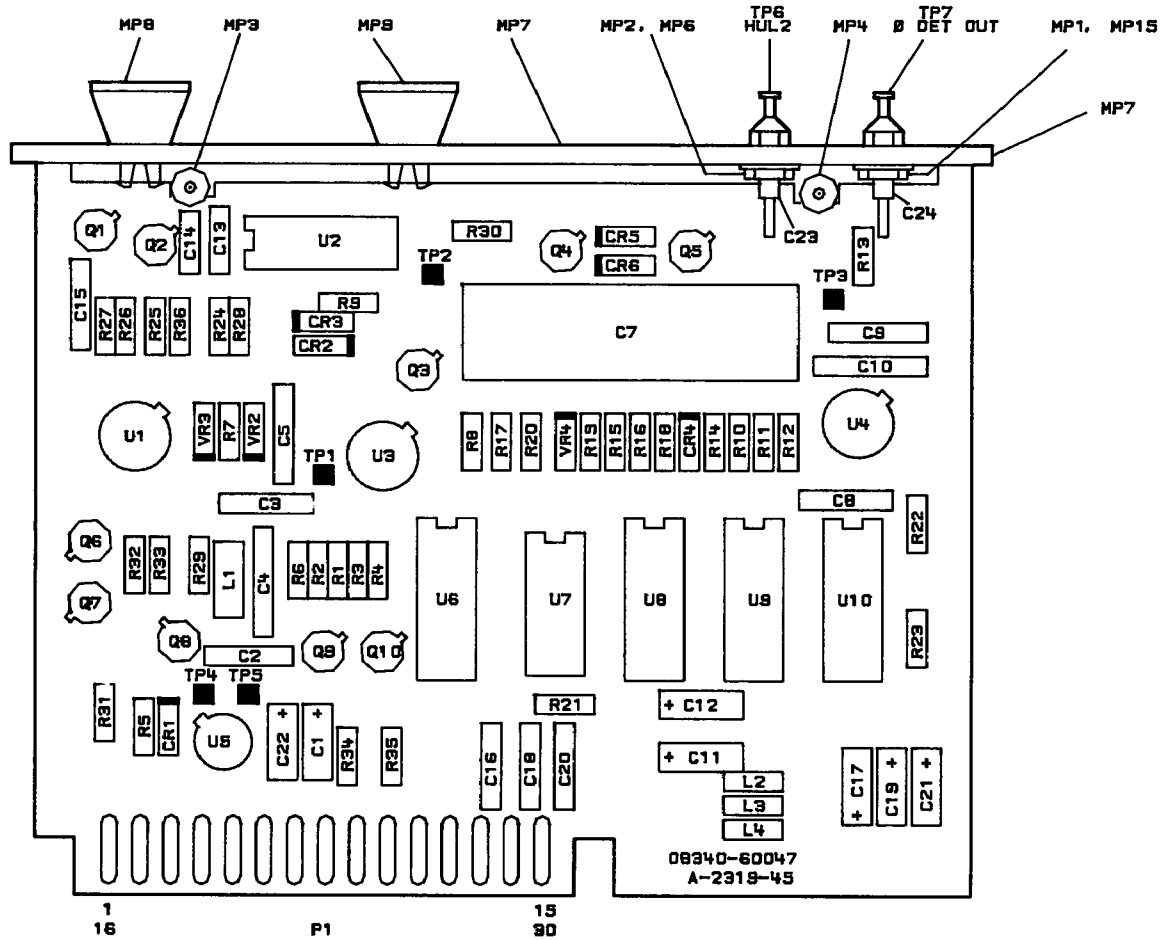 MP8 MP3 MP9 MP7 MP2, MP6 TP6 HUL2 MP4 TP7 Ø DET OUT MP1, MP15
MP7
C23 C24
Q1 Q2 C14 C13 U2 R30 Q4 CR5 CR6 Q5 R13
TP2 TP3
C15 R27 R26 R25 R36 R24 R28 R9 CR3 CR2 C7 C9 C10
Q3
U1 VR3 R7 VR2 C5 TP1 U3 R8 R17 R20 VR4 R19 R15 R16 R18 CR4 R14 R10 R11 R12 U4
C3 C8 R22
Q6 R32 R33 R29 L1 C4 R6 R2 R1 R3 R4 U6 U7 U8 U9 U10
Q7 R23
Q8 C2 Q9 Q10
TP4 TP5
R31 R5 CR1 U5 C22 + C1 + R34 R35 R21 + C12
C16 C18 C20 + C11 + C17 C19 + C21 +
L2
L3
L4
08340-60047
A-2319-45
1 15
16 P1 30